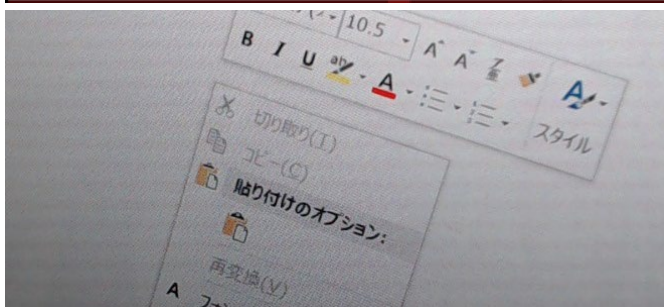 10.5
B I U
スタイル
切り取り(T)
コピー(C)
貼り付けのオプション:
再変換(V)